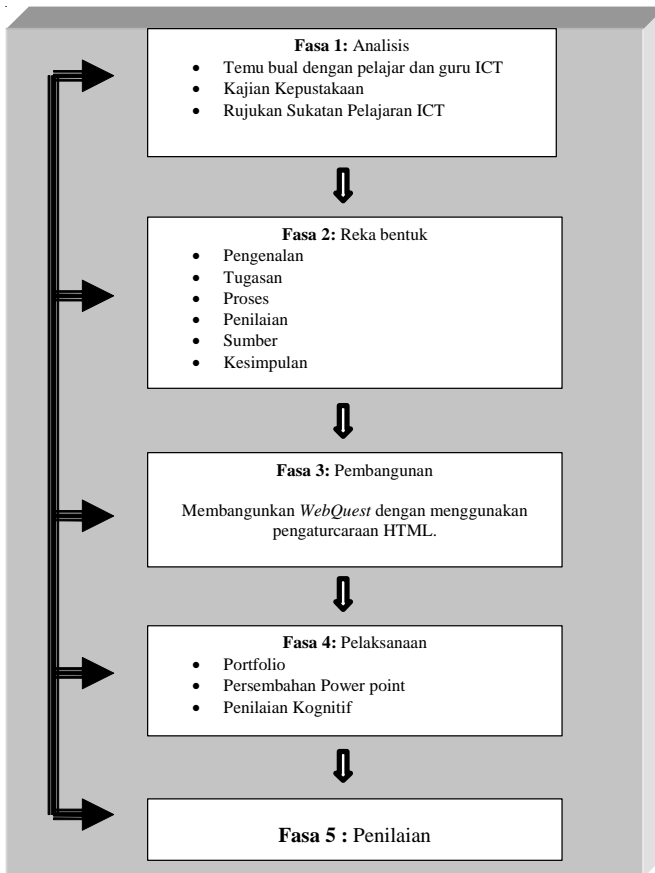 Fasa 1: Analisis
• Temu bual dengan pelajar dan guru ICT
• Kajian Kepustakaan
• Rujukan Sukatan Pelajaran ICT
Fasa 2: Reka bentuk
• Pengenalan
• Tugasan
• Proses
• Penilaian
• Sumber
• Kesimpulan
Fasa 3: Pembangunan
Membangunkan WebQuest dengan menggunakan
pengaturcaraan HTML.
Fasa 4: Pelaksanaan
• Portfolio
• Persembahan Power point
• Penilaian Kognitif
Fasa 5 : Penilaian